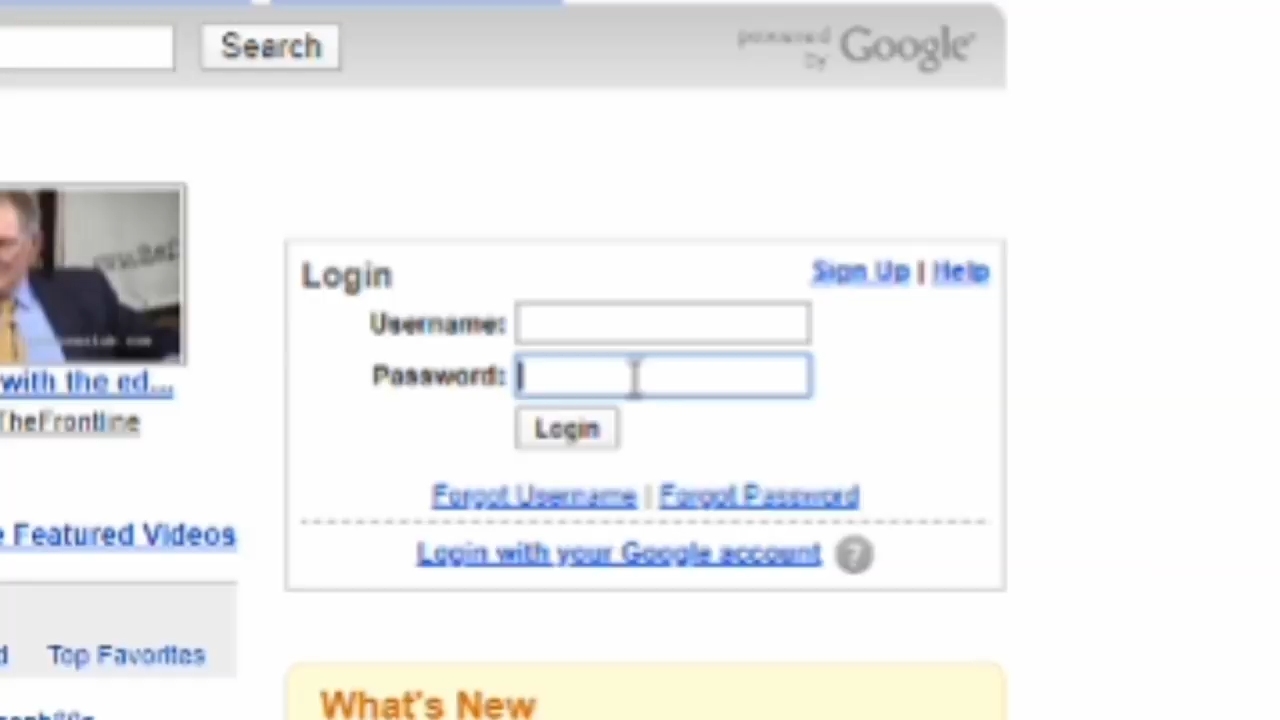 Search
powered by Google
Login
Sign Up | Help
Username:
Password:
Login
Forgot Username | Forgot Password
Login with your Google account ?
with the ed...
TheFrontline
Featured Videos
Top Favorites
What's New